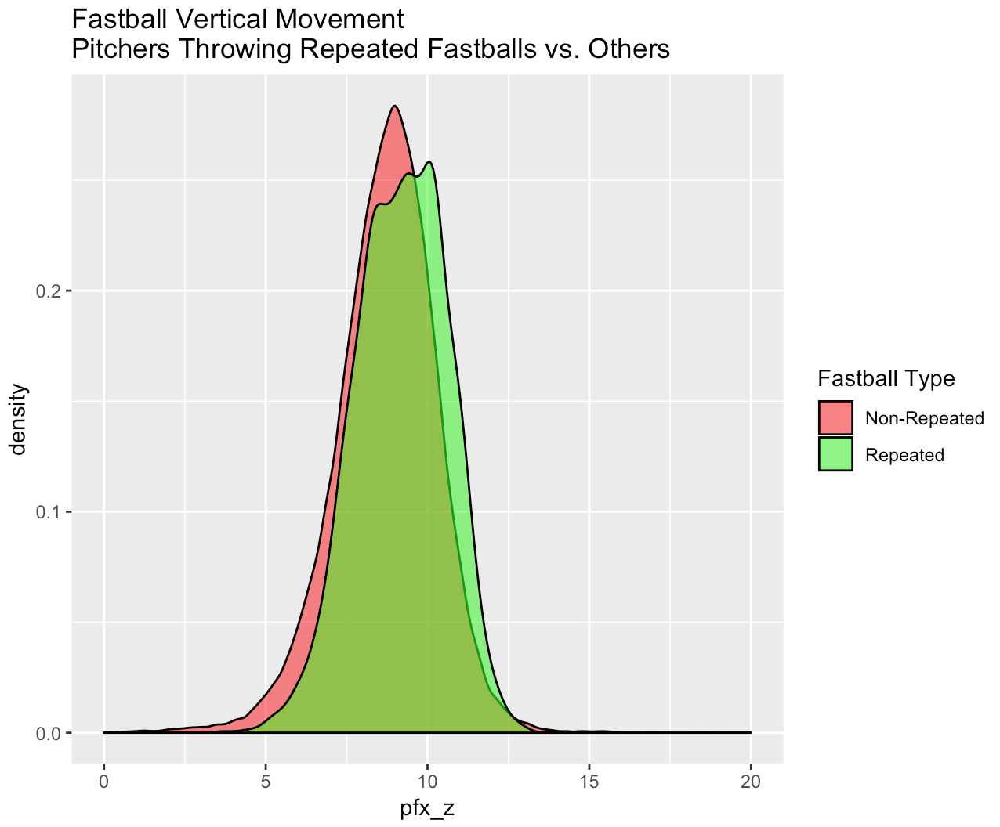 Fastball Vertical Movement
Pitchers Throwing Repeated Fastballs vs. Others
density
0.2
0.1
0.0
0 5 10 15 20
pfx_z
Fastball Type
Non-Repeated
Repeated